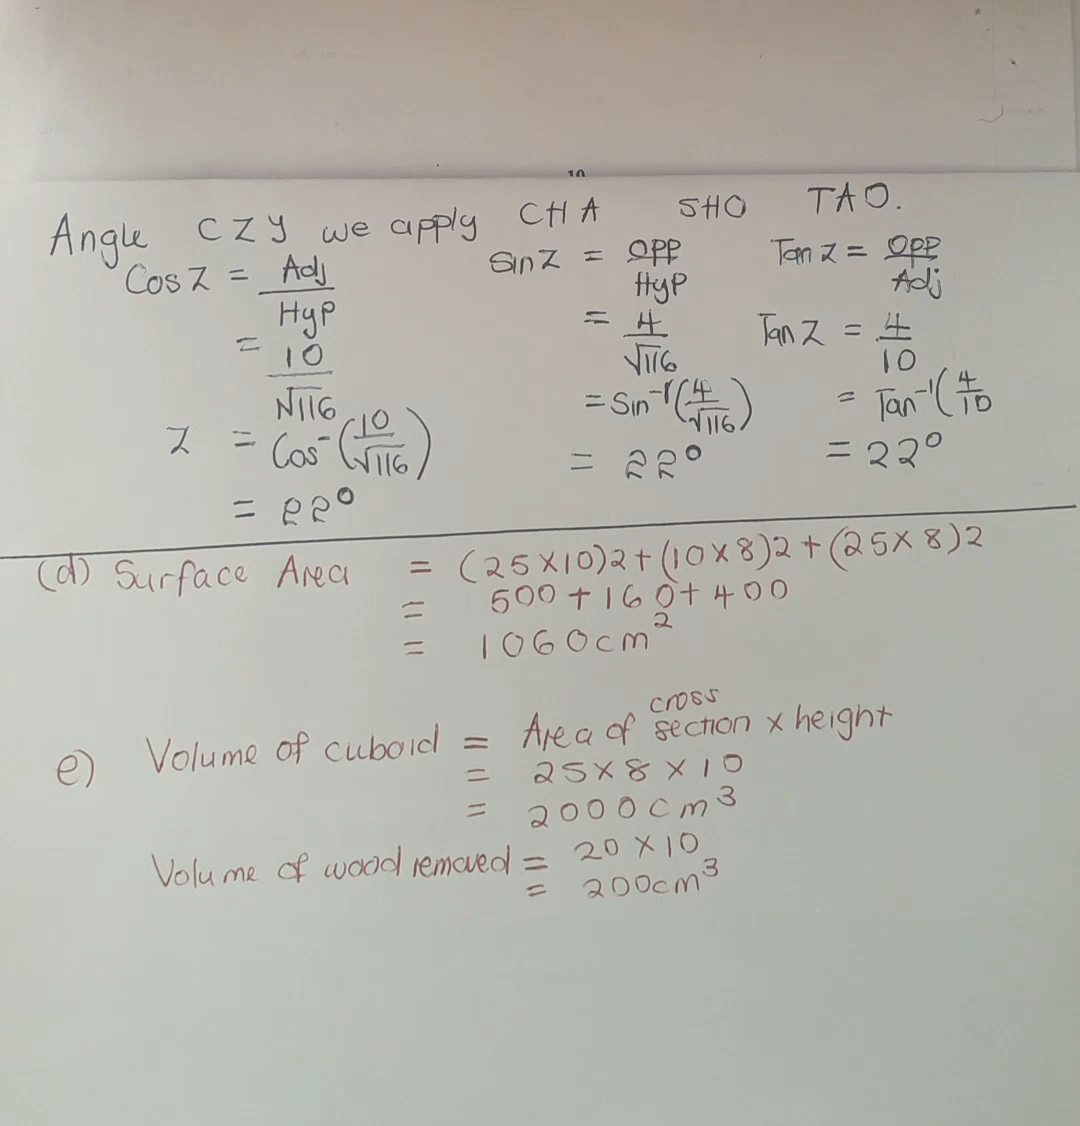 10
Angle CZY we apply CHA SHO TAO.
Cos Z = Adj / Hyp
= 10 / √116
Z = Cos⁻(10/√116)
= 22°
Sin Z = OPP / HyP
= 4 / √116
= Sin⁻¹(4/√116)
= 22°
Tan Z = OPP / Adj
Tan Z = 4 / 10
= Tan⁻¹(4/10
= 22°
(d) Surface Area = (25×10)2+(10×8)2+(25×8)2
= 500+160+400
= 1060cm²
e) Volume of cuboid = Area of cross section × height
= 25×8×10
= 2000cm³
Volume of wood removed = 20×10
= 200cm³